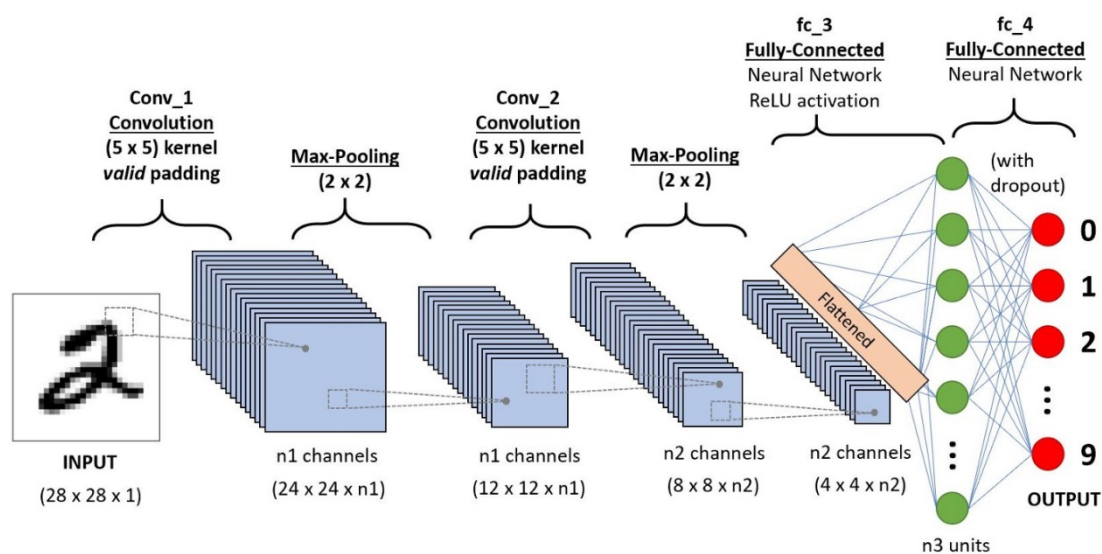 fc_3
Fully-Connected
Neural Network
ReLU activation
fc_4
Fully-Connected
Neural Network
Conv_1
Convolution
(5 x 5) kernel
valid padding
Max-Pooling
(2 x 2)
Conv_2
Convolution
(5 x 5) kernel
valid padding
Max-Pooling
(2 x 2)
(with
dropout)
Flattened
0
1
2
9
INPUT
(28 x 28 x 1)
n1 channels
(24 x 24 x n1)
n1 channels
(12 x 12 x n1)
n2 channels
(8 x 8 x n2)
n2 channels
(4 x 4 x n2)
OUTPUT
n3 units